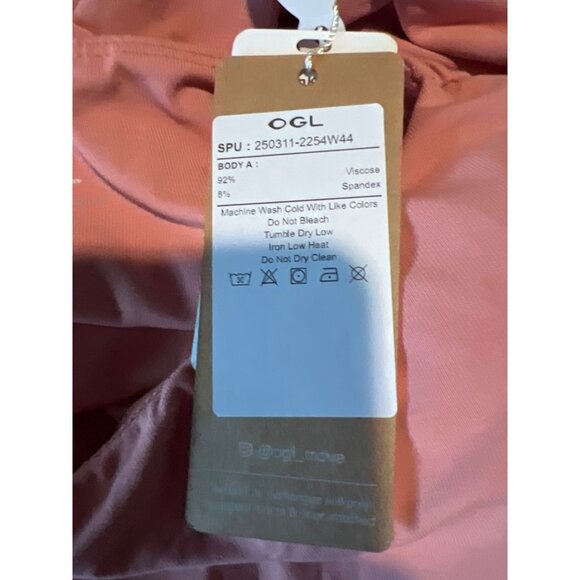 OGL
SPU : 250311-2254W44
BODY A :
92% Viscose
8% Spandex
Machine Wash Cold With Like Colors
Do Not Bleach
Tumble Dry Low
Iron Low Heat
Do Not Dry Clean
30
@ogl_move